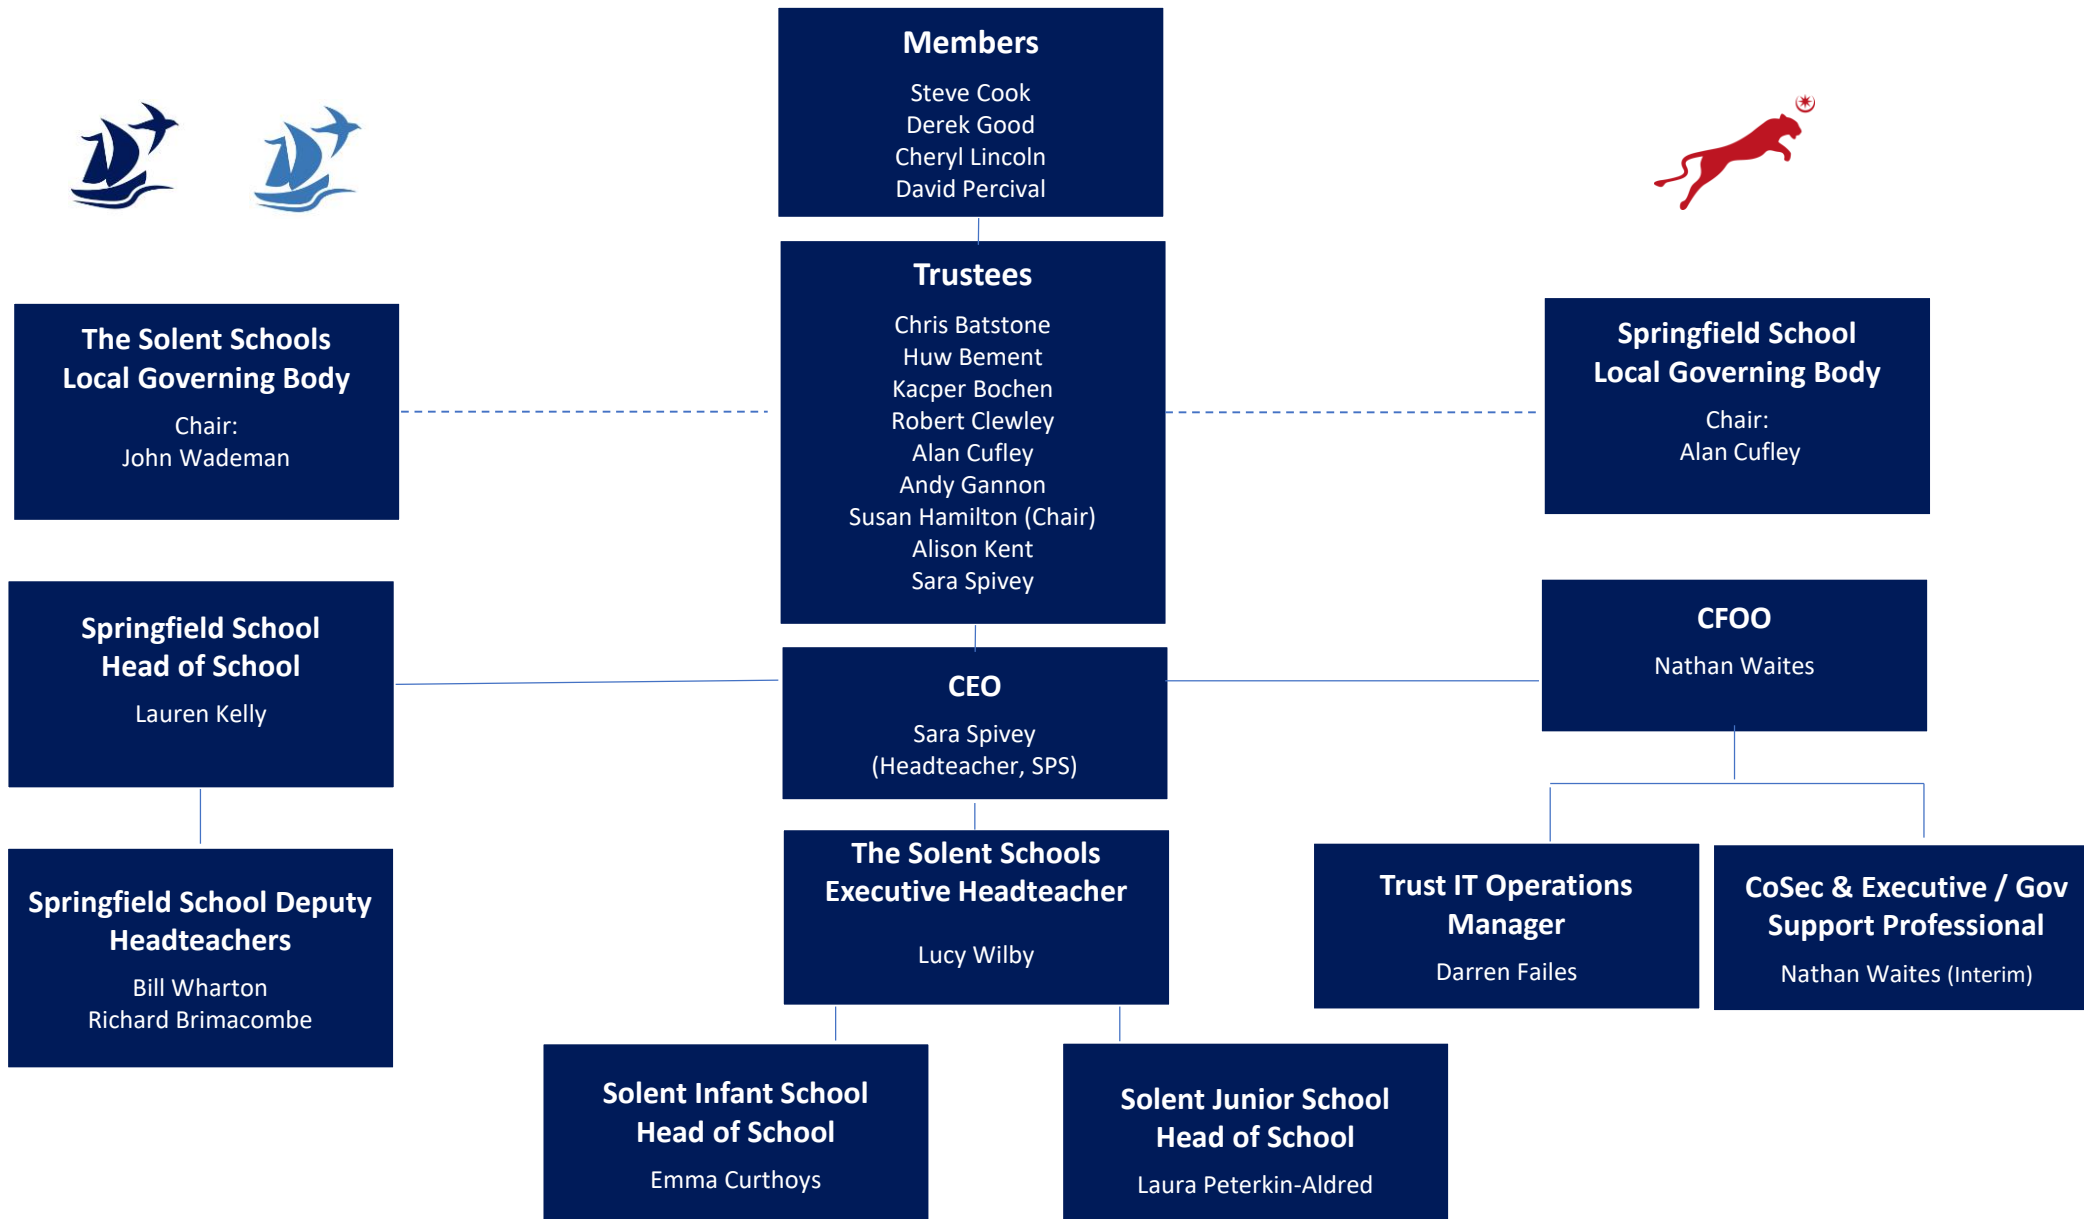 Members
Steve Cook
Derek Good
Cheryl Lincoln
David Percival
Trustees
Chris Batstone
Huw Bement
Kacper Bochen
Robert Clewley
Alan Cufley
Andy Gannon
Susan Hamilton (Chair)
Alison Kent
Sara Spivey
The Solent Schools
Local Governing Body
Chair:
John Wademan
Springfield School
Local Governing Body
Chair:
Alan Cufley
Springfield School
Head of School
Lauren Kelly
CEO
Sara Spivey
(Headteacher, SPS)
CFOO
Nathan Waites
Springfield School Deputy
Headteachers
Bill Wharton
Richard Brimacombe
The Solent Schools
Executive Headteacher
Lucy Wilby
Trust IT Operations
Manager
Darren Failes
CoSec & Executive / Gov
Support Professional
Nathan Waites (Interim)
Solent Infant School
Head of School
Emma Curthoys
Solent Junior School
Head of School
Laura Peterkin-Aldred